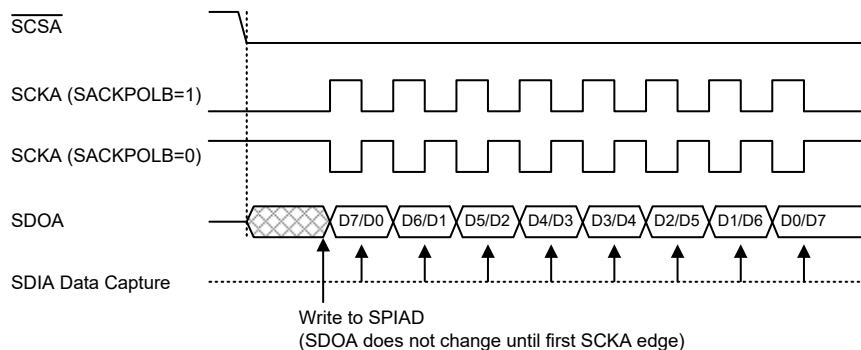 SCSA
SCKA (SACKPOLB=1)
SCKA (SACKPOLB=0)
SDOA D7/D0 D6/D1 D5/D2 D4/D3 D3/D4 D2/D5 D1/D6 D0/D7
SDIA Data Capture
Write to SPIAD
(SDOA does not change until first SCKA edge)